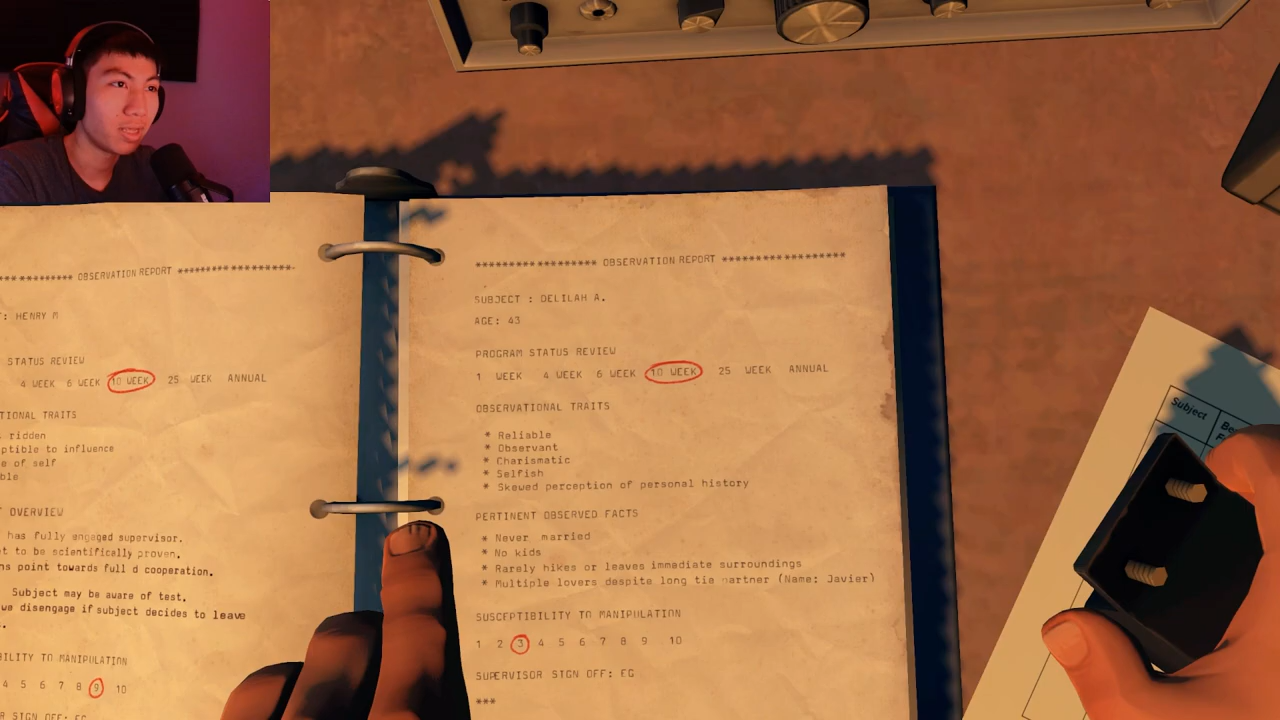 ****************** OBSERVATION REPORT ******************
: HENRY M
STATUS REVIEW
4 WEEK 6 WEEK 10 WEEK 25 WEEK ANNUAL
TIONAL TRAITS
ridden
ptible to influence
e of self
ble
OVERVIEW
has fully engaged supervisor.
t to be scientifically proven.
ns point towards full d cooperation.
Subject may be aware of test.
we disengage if subject decides to leave
BILITY TO MANIPULATION
4 5 6 7 8 9 10
R SIGN OFF: EG
****************** OBSERVATION REPORT ******************
SUBJECT : DELILAH A.
AGE: 43
PROGRAM STATUS REVIEW
1 WEEK 4 WEEK 6 WEEK 10 WEEK 25 WEEK ANNUAL
OBSERVATIONAL TRAITS
* Reliable
* Observant
* Charismatic
* Selfish
* Skewed perception of personal history
PERTINENT OBSERVED FACTS
* Never married
* No kids
* Rarely hikes or leaves immadiate surroundings
* Multiple lovers despite long tie partner (Name: Javier)
SUSCEPTIBILITY TO MANIPULATION
1 2 3 4 5 6 7 8 9 10
SUPERVISOR SIGN OFF: EG
***
Subject